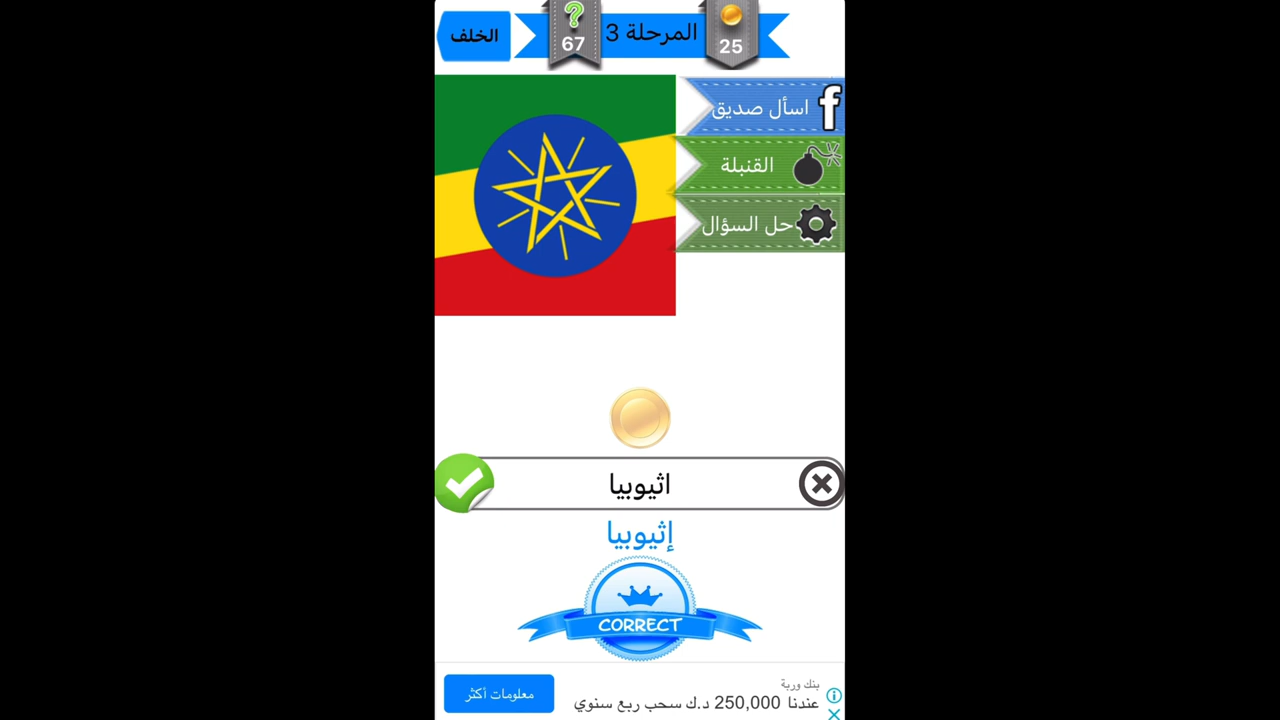 الخلف
67
المرحلة 3
25
اسأل صديق
القنبلة
حل السؤال
اثيوبيا
إثيوبيا
CORRECT
بنك وربة
عندنا 250,000 د.ك سحب ربع سنوي
معلومات أكثر